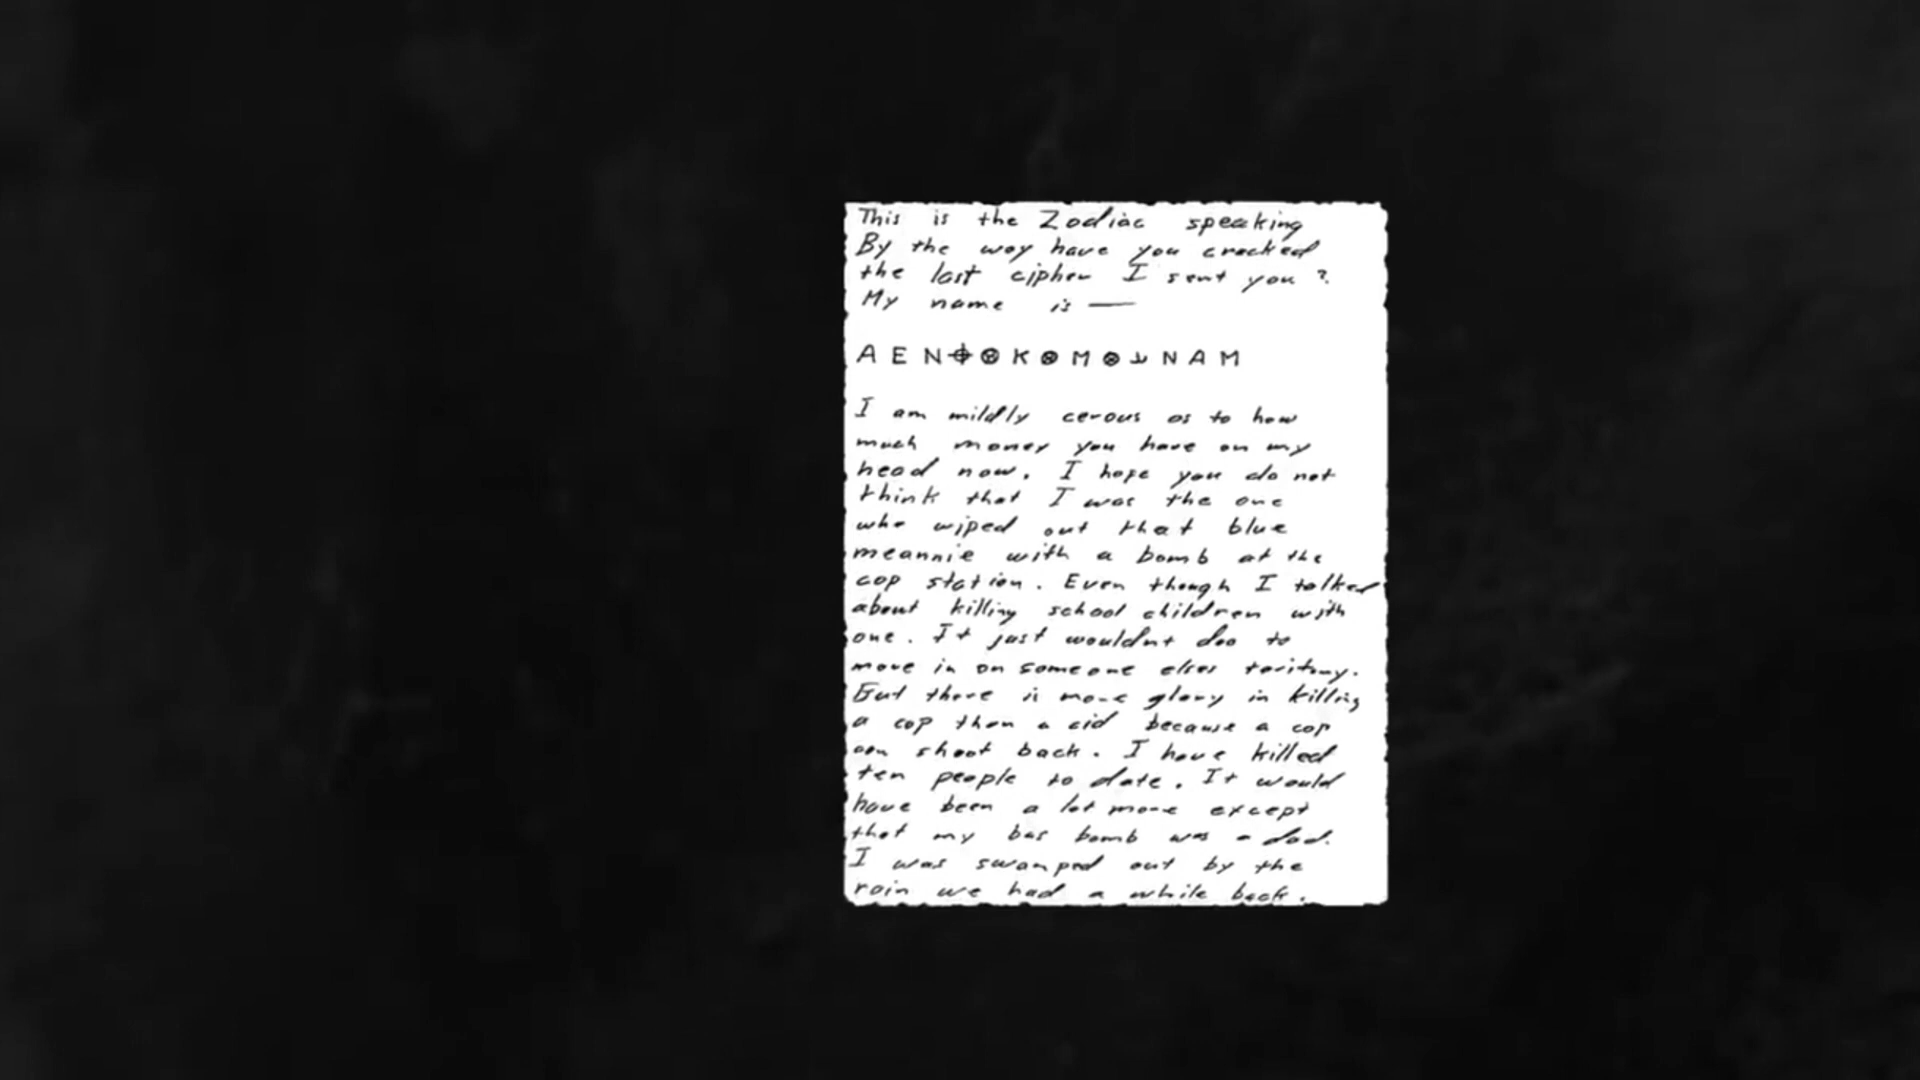 This is the Zodiac speaking
By the way have you cracked
the last cipher I sent you ?
My name is —
A E N ⌖ ⊗ K ⊗ M ⊗ ⫝ N A M
I am mildly cerous as to how
much money you have on my
head now. I hope you do not
think that I was the one
who wiped out that blue
meannie with a bomb at the
cop station. Even though I talked
about killing school children with
one. It just wouldnt doo to
move in on someone elses teritory.
But there is more glory in killing
a cop than a cid because a cop
can shoot back. I have killed
ten people to date. It would
have been a lot more except
that my bus bomb was a dud.
I was swamped out by the
rain we had a while back.